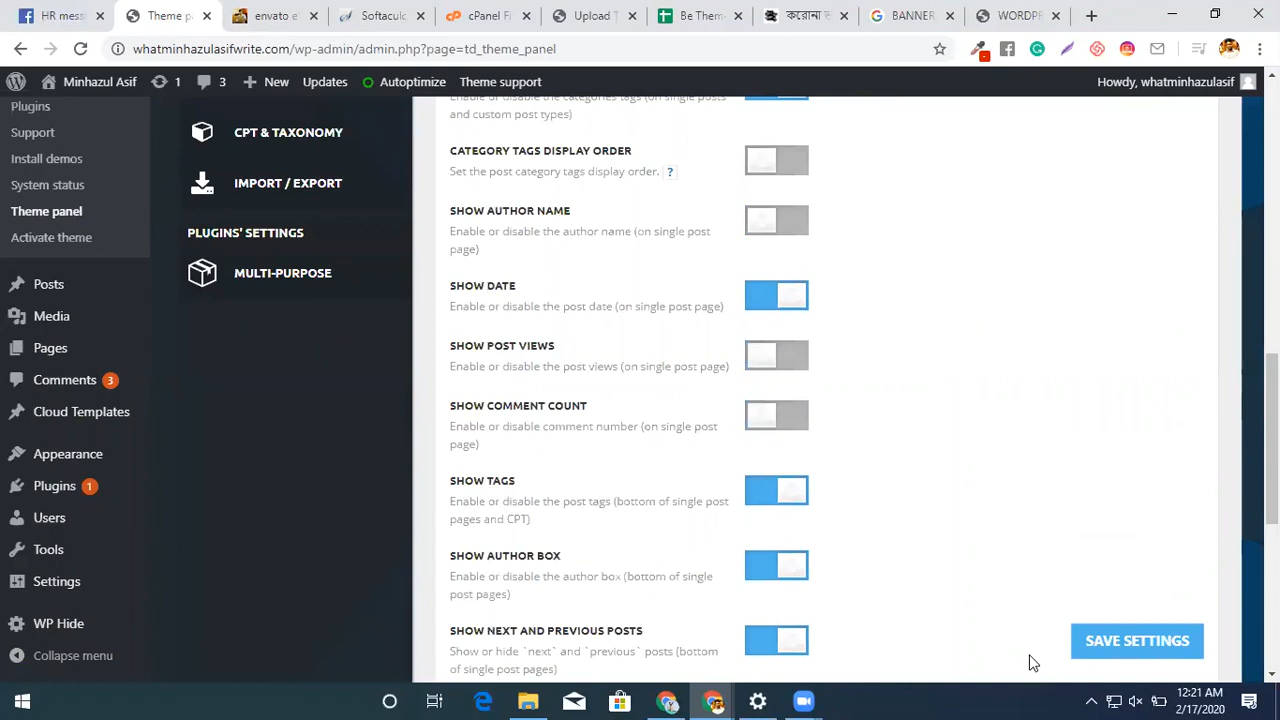 HR mess
Theme p
envato e
Softacu
cPanel Fi
Upload T
Be Them
করোনা
BANNER
WORDP
whatminhazulasifwrite.com/wp-admin/admin.php?page=td_theme_panel
Minhazul Asif
1
3
New
Updates
Autoptimize
Theme support
Howdy, whatminhazulasif
Plugins
Support
Install demos
System status
Theme panel
Activate theme
Posts
Media
Pages
Comments 3
Cloud Templates
Appearance
Plugins 1
Users
Tools
Settings
WP Hide
Collapse menu
CPT & TAXONOMY
IMPORT / EXPORT
PLUGINS' SETTINGS
MULTI-PURPOSE
Enable or disable the categories tags (on single posts
and custom post types)
CATEGORY TAGS DISPLAY ORDER
Set the post category tags display order. ?
SHOW AUTHOR NAME
Enable or disable the author name (on single post
page)
SHOW DATE
Enable or disable the post date (on single post page)
SHOW POST VIEWS
Enable or disable the post views (on single post page)
SHOW COMMENT COUNT
Enable or disable comment number (on single post
page)
SHOW TAGS
Enable or disable the post tags (bottom of single post
pages and CPT)
SHOW AUTHOR BOX
Enable or disable the author box (bottom of single
post pages)
SHOW NEXT AND PREVIOUS POSTS
Show or hide `next` and `previous` posts (bottom
of single post pages)
SAVE SETTINGS
12:21 AM
2/17/2020